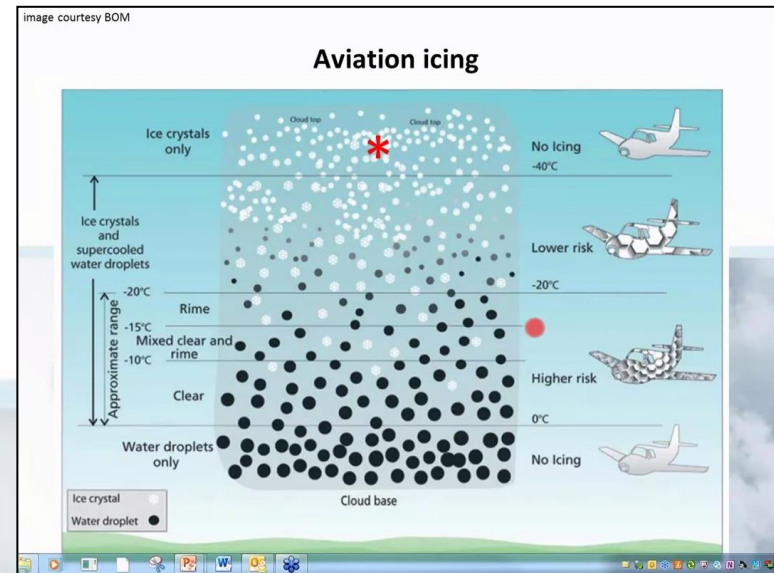 image courtesy BOM
Aviation icing
Cloud top
Cloud top
Ice crystals
only
No Icing
-40°C
Ice crystals
and
supercooled
water droplets
Lower risk
-20°C
-20°C
Approximate range
Rime
-15°C
Mixed clear and
rime
-10°C
Clear
Higher risk
0°C
Water droplets
only
No Icing
Ice crystal
Water droplet
Cloud base